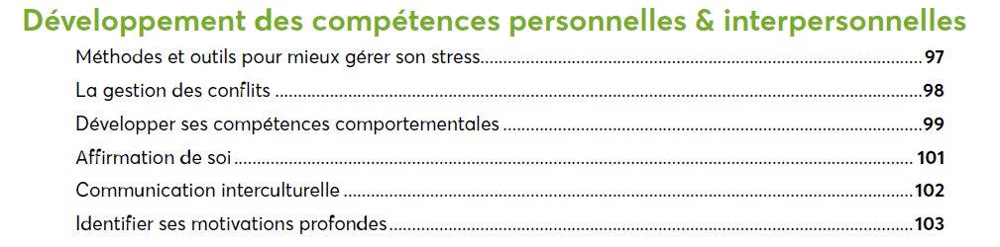 Développement des compétences personnelles & interpersonnelles
Méthodes et outils pour mieux gérer son stress........................................................................................................97
La gestion des conflits ........................................................................................................98
Développer ses compétences comportementales ........................................................................................................99
Affirmation de soi ........................................................................................................ 101
Communication interculturelle ........................................................................................................ 102
Identifier ses motivations profondes ........................................................................................................ 103